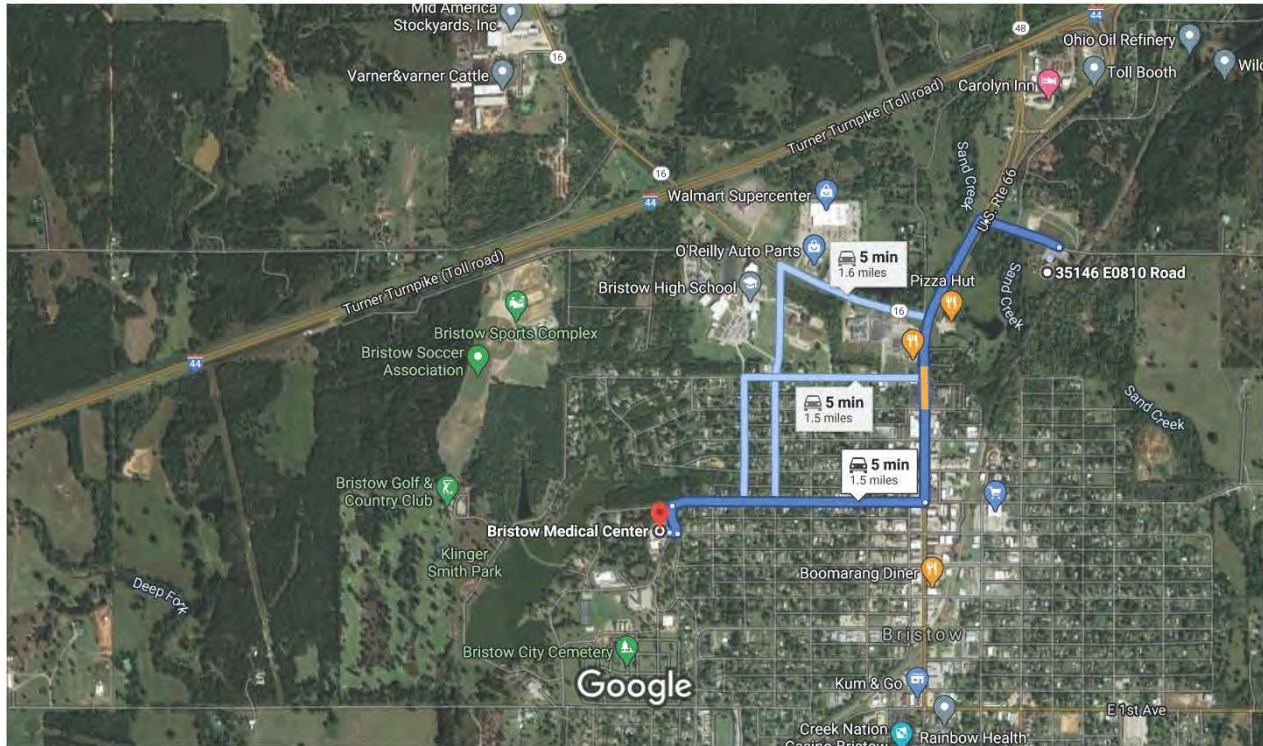 Mid America
Stockyards, Inc
16
48
44
Ohio Oil Refinery
Varner&varner Cattle
Toll Booth
Wild
Carolyn Inn
Turner Turnpike (Toll road)
Sand Creek
16
44
Walmart Supercenter
U.S. Rte 66
O'Reilly Auto Parts
5 min
1.6 miles
35146 E0810 Road
Bristow High School
Pizza Hut
Sand Creek
Turner Turnpike (Toll road)
16
Bristow Sports Complex
Bristow Soccer
Association
44
5 min
1.5 miles
Sand Creek
5 min
1.5 miles
Bristow Golf &
Country Club
Bristow Medical Center
Klinger
Smith Park
Boomarang Diner
Deep Fork
Bristow
Bristow City Cemetery
Google
Kum & Go
E 1st Ave
Creek Nation
Casino Bristow
Rainbow Health